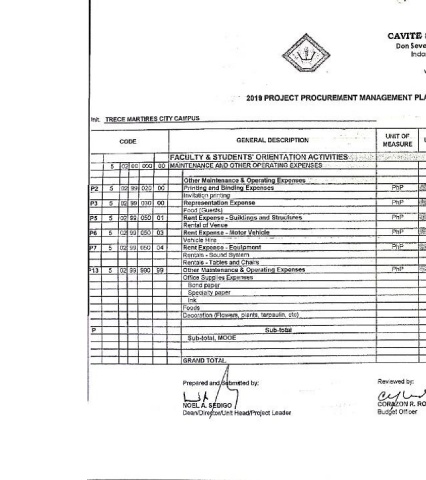 CAVITE
Don Seve
Inda
2019 PROJECT PROCUREMENT MANAGEMENT PLA
Unit: TRECE MARTIRES CITY CAMPUS
CODE GENERAL DESCRIPTION UNIT OF MEASURE
FACULTY & STUDENTS' ORIENTATION ACTIVITIES
5 02 00 000 00 MAINTENANCE AND OTHER OPERATING EXPENSES
Other Maintenance & Operating Expenses
P2 5 02 99 020 00 Printing and Binding Expenses PhP
Invitation printing
P3 5 02 99 030 00 Representation Expense PhP
Food (Guests)
P5 5 02 99 050 01 Rent Expense - Buildings and Structures PhP
Rental of Venue
P6 5 02 99 050 03 Rent Expense - Motor Vehicle PhP
Vehicle Hire
P7 5 02 99 050 04 Rent Expense - Equipment PhP
Rentals - Sound System
Rentals - Tables and Chairs
P13 5 02 99 990 99 Other Maintenance & Operating Expenses PhP
Office Supplies Expenses
Bond paper
Specialty paper
Ink
Foods
Decoration (Flowers, plants, tarpaulin, etc)
P Sub-total
Sub-total, MOOE
GRAND TOTAL
Prepared and Submitted by: Reviewed by:
NOEL A. SEDIGO CORAZON R. RO
Dean/Director/Unit Head/Project Leader Budget Officer